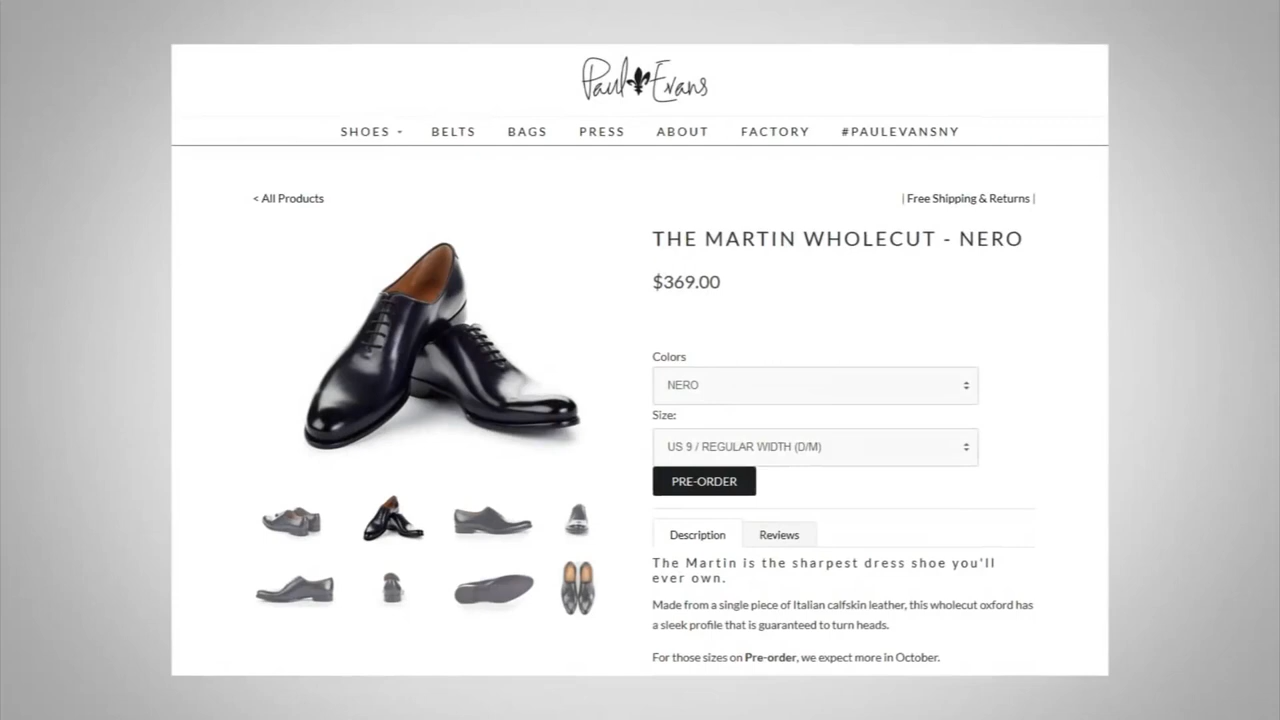 Paul Evans
SHOES BELTS BAGS PRESS ABOUT FACTORY #PAULEVANSNY
< All Products
| Free Shipping & Returns |
THE MARTIN WHOLECUT - NERO
$369.00
Colors
NERO
Size:
US 9 / REGULAR WIDTH (D/M)
PRE-ORDER
Description Reviews
The Martin is the sharpest dress shoe you'll
ever own.
Made from a single piece of Italian calfskin leather, this wholecut oxford has
a sleek profile that is guaranteed to turn heads.
For those sizes on Pre-order, we expect more in October.